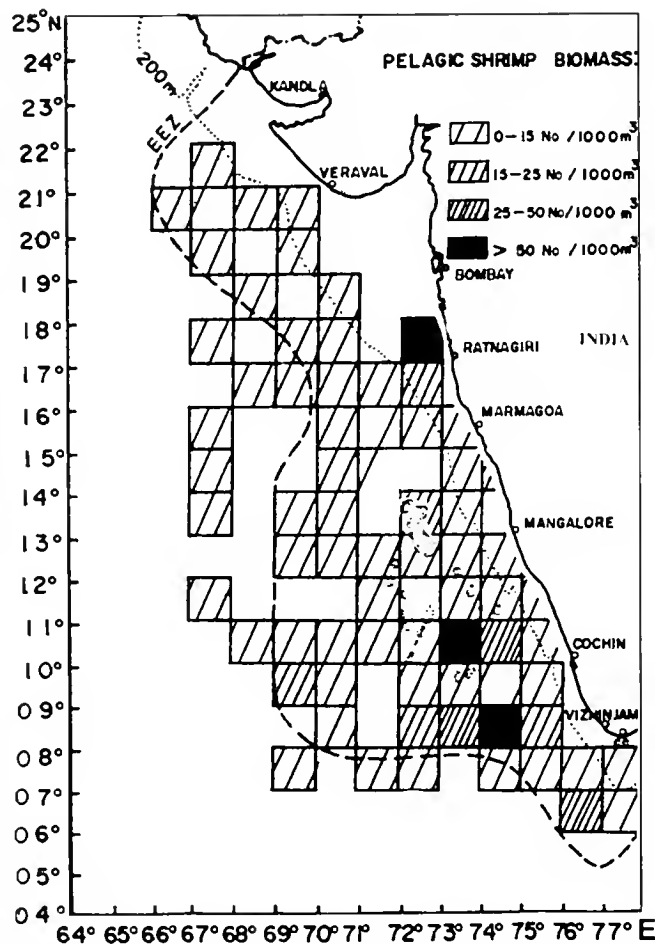 25°N
24°
23°
22°
21°
20°
19°
18°
17°
16°
15°
14°
13°
12°
11°
10°
09°
08°
07°
06°
05°
04°
64° 65° 66° 67° 68° 69° 70° 71° 72° 73° 74° 75° 76° 77° E
PELAGIC SHRIMP BIOMASS
0-15 No /1000m³
15-25 No/1000m³
25-50 No/1000 m³
> 50 No /1000m³
200m
EEZ
KANDLA
VERAVAL
BOMBAY
RATNAGIRI
INDIA
MARMAGOA
MANGALORE
COCHIN
VIZHINJAM